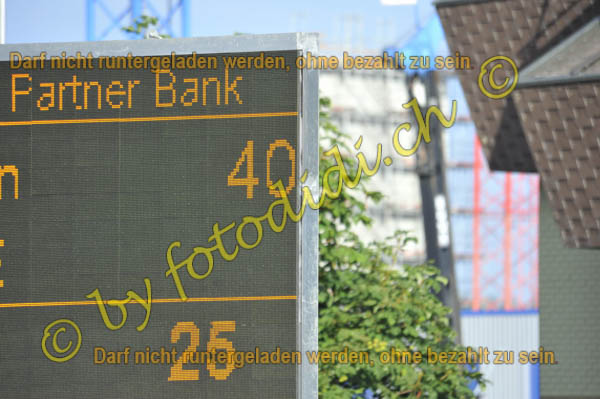 Darf nicht runtergeladen werden, ohne bezahlt zu sein.
Partner Bank ©
n 40
© by fotodidi.ch
25
Darf nicht runtergeladen werden, ohne bezahlt zu sein.